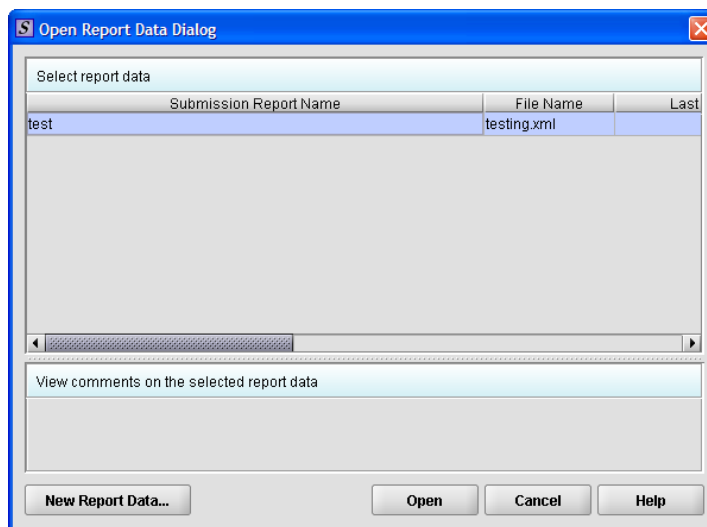 S Open Report Data Dialog
Select report data
Submission Report Name File Name Last
test testing.xml
View comments on the selected report data
New Report Data... Open Cancel Help